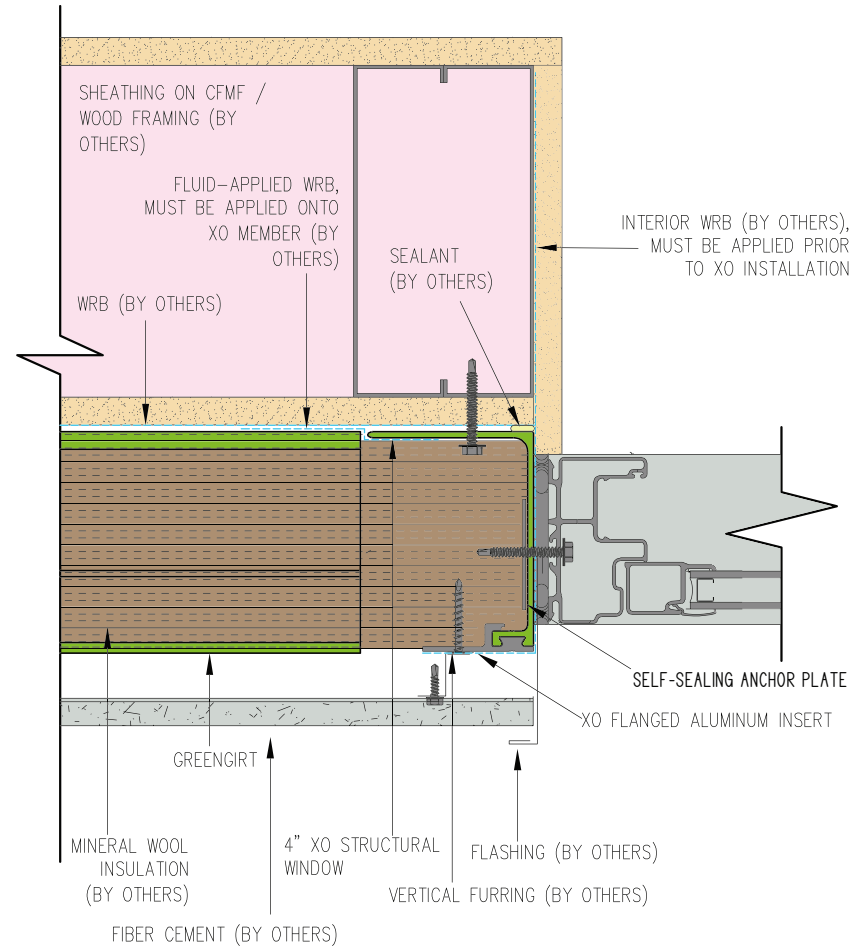 SHEATHING ON CFMF /
WOOD FRAMING (BY
OTHERS)
FLUID-APPLIED WRB,
MUST BE APPLIED ONTO
XO MEMBER (BY
OTHERS)
SEALANT
(BY OTHERS)
INTERIOR WRB (BY OTHERS),
MUST BE APPLIED PRIOR
TO XO INSTALLATION
WRB (BY OTHERS)
SELF-SEALING ANCHOR PLATE
XO FLANGED ALUMINUM INSERT
GREENGIRT
MINERAL WOOL
INSULATION
(BY OTHERS)
4" XO STRUCTURAL
WINDOW
FLASHING (BY OTHERS)
VERTICAL FURRING (BY OTHERS)
FIBER CEMENT (BY OTHERS)